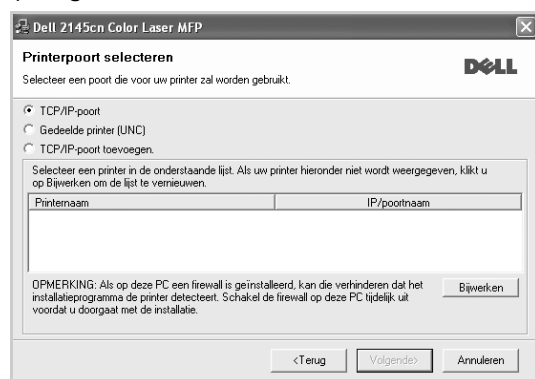 Dell 2145cn Color Laser MFP
Printerpoort selecteren
Selecteer een poort die voor uw printer zal worden gebruikt.
DELL
TCP/IP-poort
Gedeelde printer (UNC)
TCP/IP-poort toevoegen.
Selecteer een printer in de onderstaande lijst. Als uw printer hieronder niet wordt weergegeven, klikt u
op Bijwerken om de lijst te vernieuwen.
Printernaam IP/poortnaam
OPMERKING: Als op deze PC een firewall is geïnstalleerd, kan die verhinderen dat het
installatieprogramma de printer detecteert. Schakel de firewall op deze PC tijdelijk uit
voordat u doorgaat met de installatie.
Bijwerken
<Terug Volgende> Annuleren